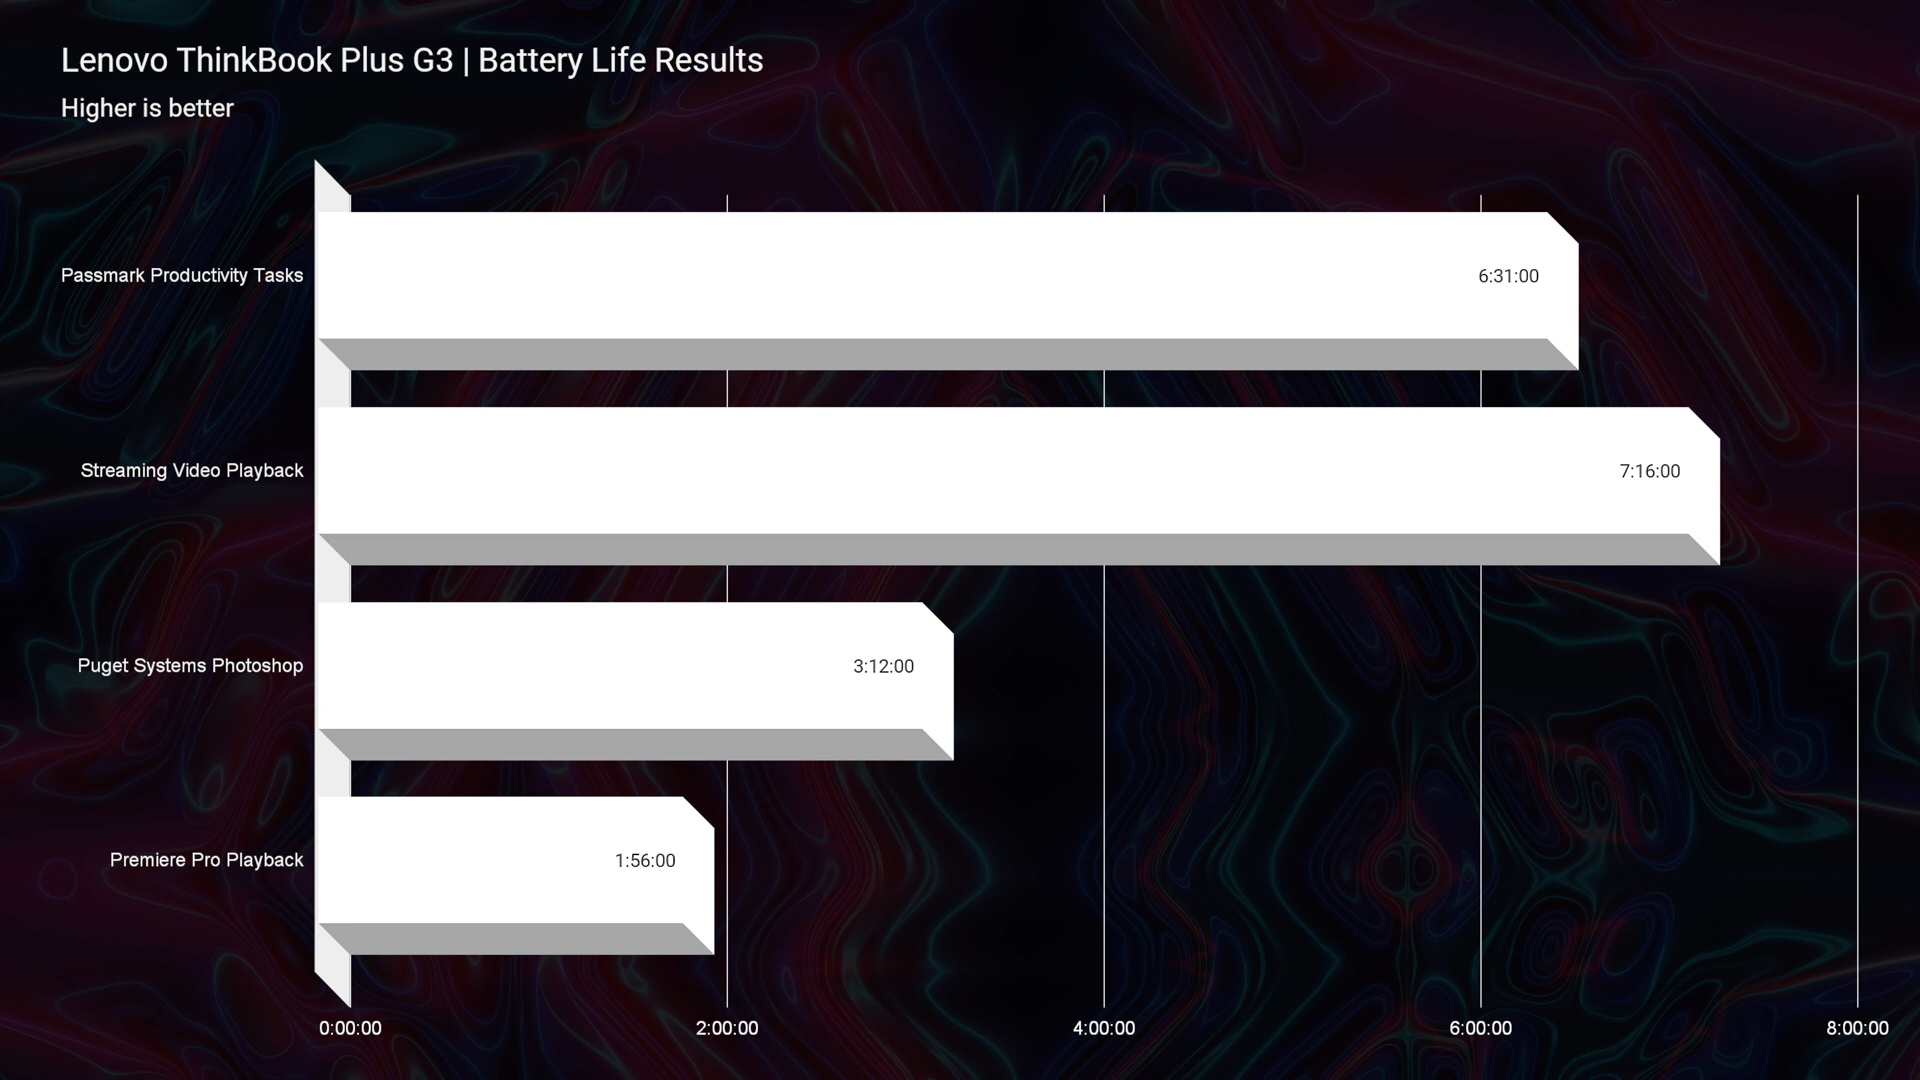 Lenovo ThinkBook Plus G3 | Battery Life Results
Higher is better
Passmark Productivity Tasks
6:31:00
Streaming Video Playback
7:16:00
Puget Systems Photoshop
3:12:00
Premiere Pro Playback
1:56:00
0:00:00
2:00:00
4:00:00
6:00:00
8:00:00